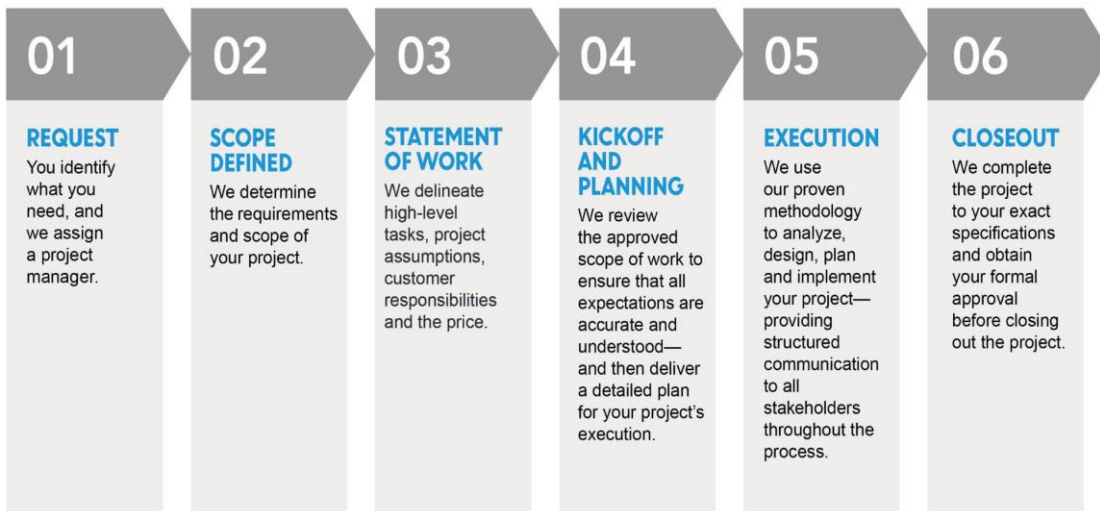 01
REQUEST
You identify
what you
need, and
we assign
a project
manager.
02
SCOPE
DEFINED
We determine
the requirements
and scope of
your project.
03
STATEMENT
OF WORK
We delineate
high-level
tasks, project
assumptions,
customer
responsibilities
and the price.
04
KICKOFF
AND
PLANNING
We review
the approved
scope of work to
ensure that all
expectations are
accurate and
understood—
and then deliver
a detailed plan
for your project’s
execution.
05
EXECUTION
We use
our proven
methodology
to analyze,
design, plan
and implement
your project—
providing
structured
communication
to all
stakeholders
throughout the
process.
06
CLOSEOUT
We complete
the project
to your exact
specifications
and obtain
your formal
approval
before closing
out the project.